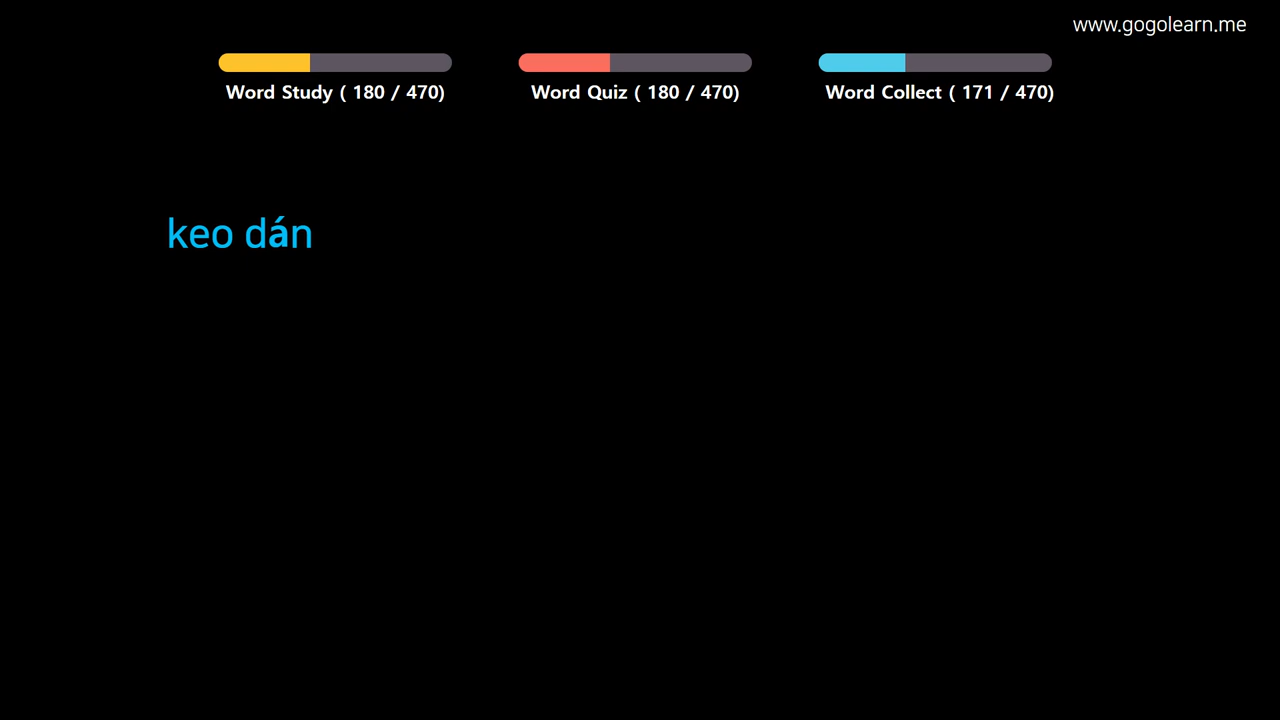 www.gogolearn.me
Word Study ( 180 / 470)
Word Quiz ( 180 / 470)
Word Collect ( 171 / 470)
keo dán